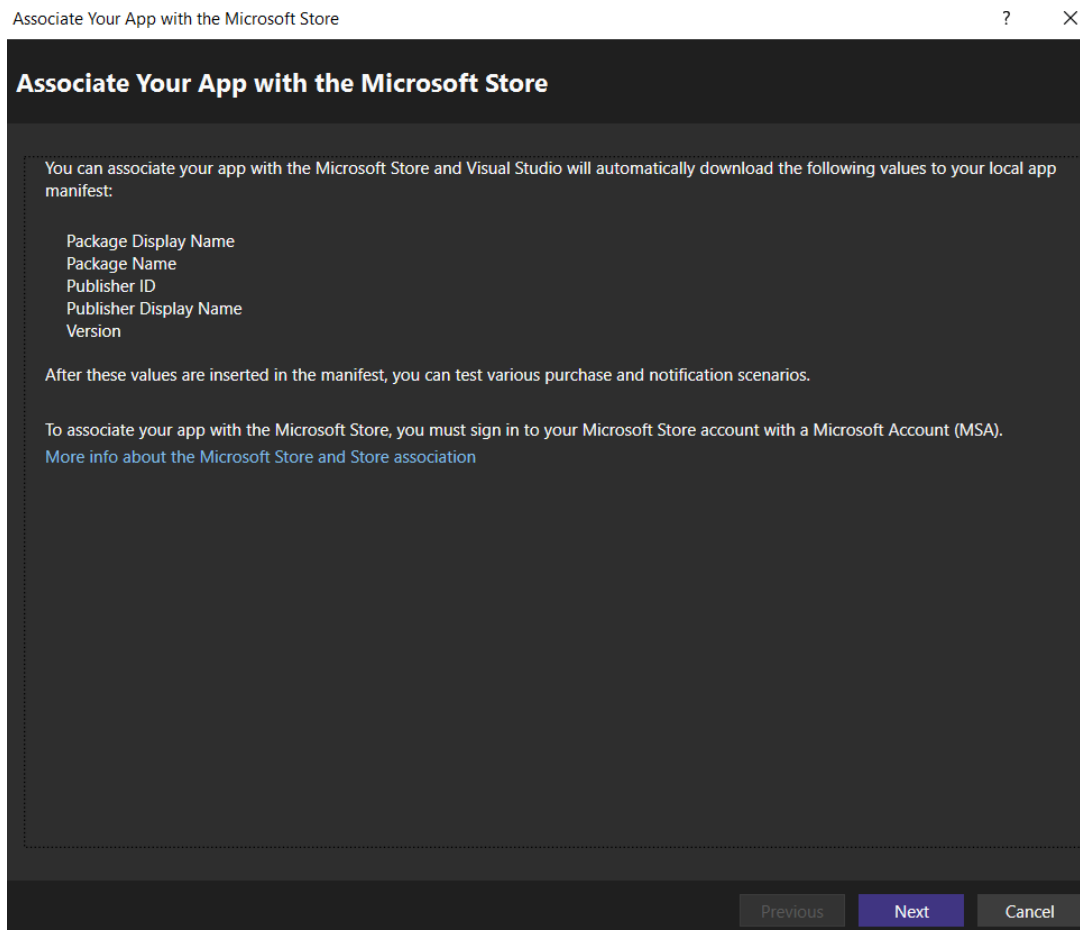 Associate Your App with the Microsoft Store
?
Associate Your App with the Microsoft Store
You can associate your app with the Microsoft Store and Visual Studio will automatically download the following values to your local app
manifest:
Package Display Name
Package Name
Publisher ID
Publisher Display Name
Version
After these values are inserted in the manifest, you can test various purchase and notification scenarios.
To associate your app with the Microsoft Store, you must sign in to your Microsoft Store account with a Microsoft Account (MSA).
More info about the Microsoft Store and Store association
Previous
Next
Cancel